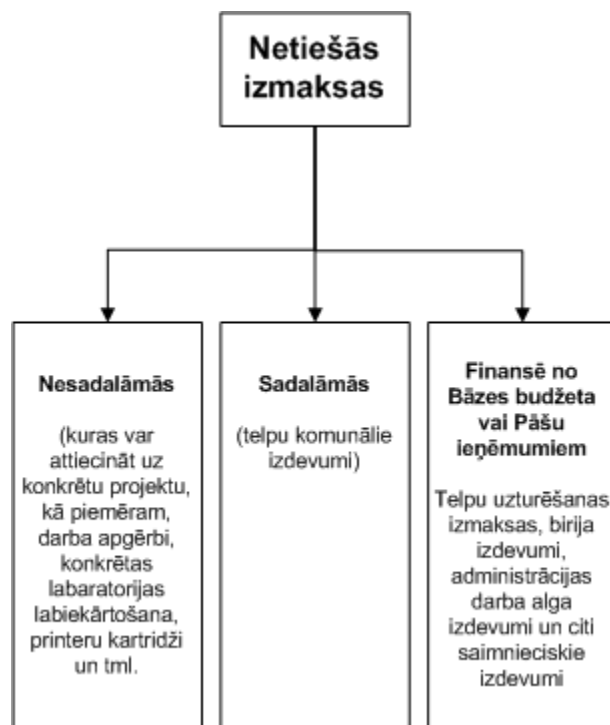 Netiešās
izmaksas
Nesadalāmās
(kuras var
attiecināt uz
konkrētu projektu,
kā piemēram,
darba apgērbi,
konkrētas
labaratorijas
labiekārtošana,
printeru kartridži
un tml.
Sadalāmās
(telpu komunālie
izdevumi)
Finansē no
Bāzes budžeta
vai Pāšu
ieņēmumiem
Telpu uzturēšanas
izmaksas, birija
izdevumi,
administrācijas
darba alga
izdevumi un citi
saimnieciskie
izdevumi